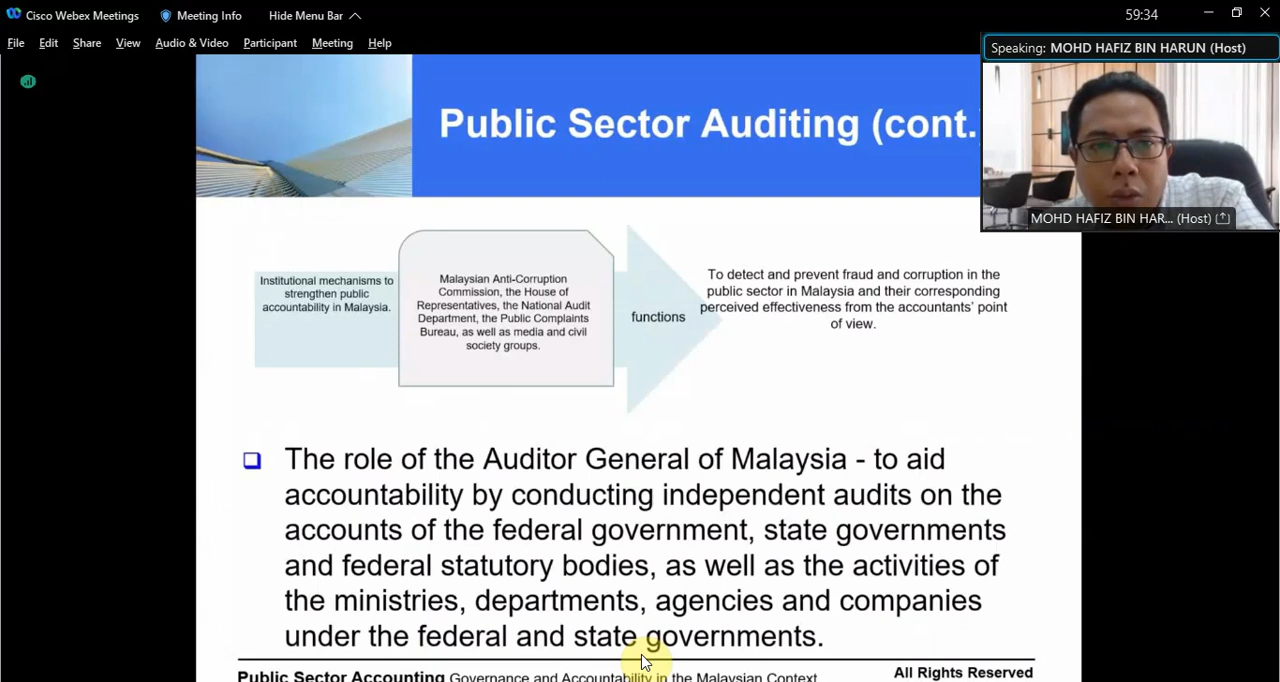 Cisco Webex Meetings
Meeting Info
Hide Menu Bar
59:34
File Edit Share View Audio & Video Participant Meeting Help
Speaking: MOHD HAFIZ BIN HARUN (Host)
MOHD HAFIZ BIN HAR... (Host)
Public Sector Auditing (cont.
Institutional mechanisms to
strengthen public
accountability in Malaysia.
Malaysian Anti-Corruption
Commission, the House of
Representatives, the National Audit
Department, the Public Complaints
Bureau, as well as media and civil
society groups.
functions
To detect and prevent fraud and corruption in the
public sector in Malaysia and their corresponding
perceived effectiveness from the accountants' point
of view.
The role of the Auditor General of Malaysia - to aid
accountability by conducting independent audits on the
accounts of the federal government, state governments
and federal statutory bodies, as well as the activities of
the ministries, departments, agencies and companies
under the federal and state governments.
Public Sector Accounting Governance and Accountability in the Malaysian Context
All Rights Reserved